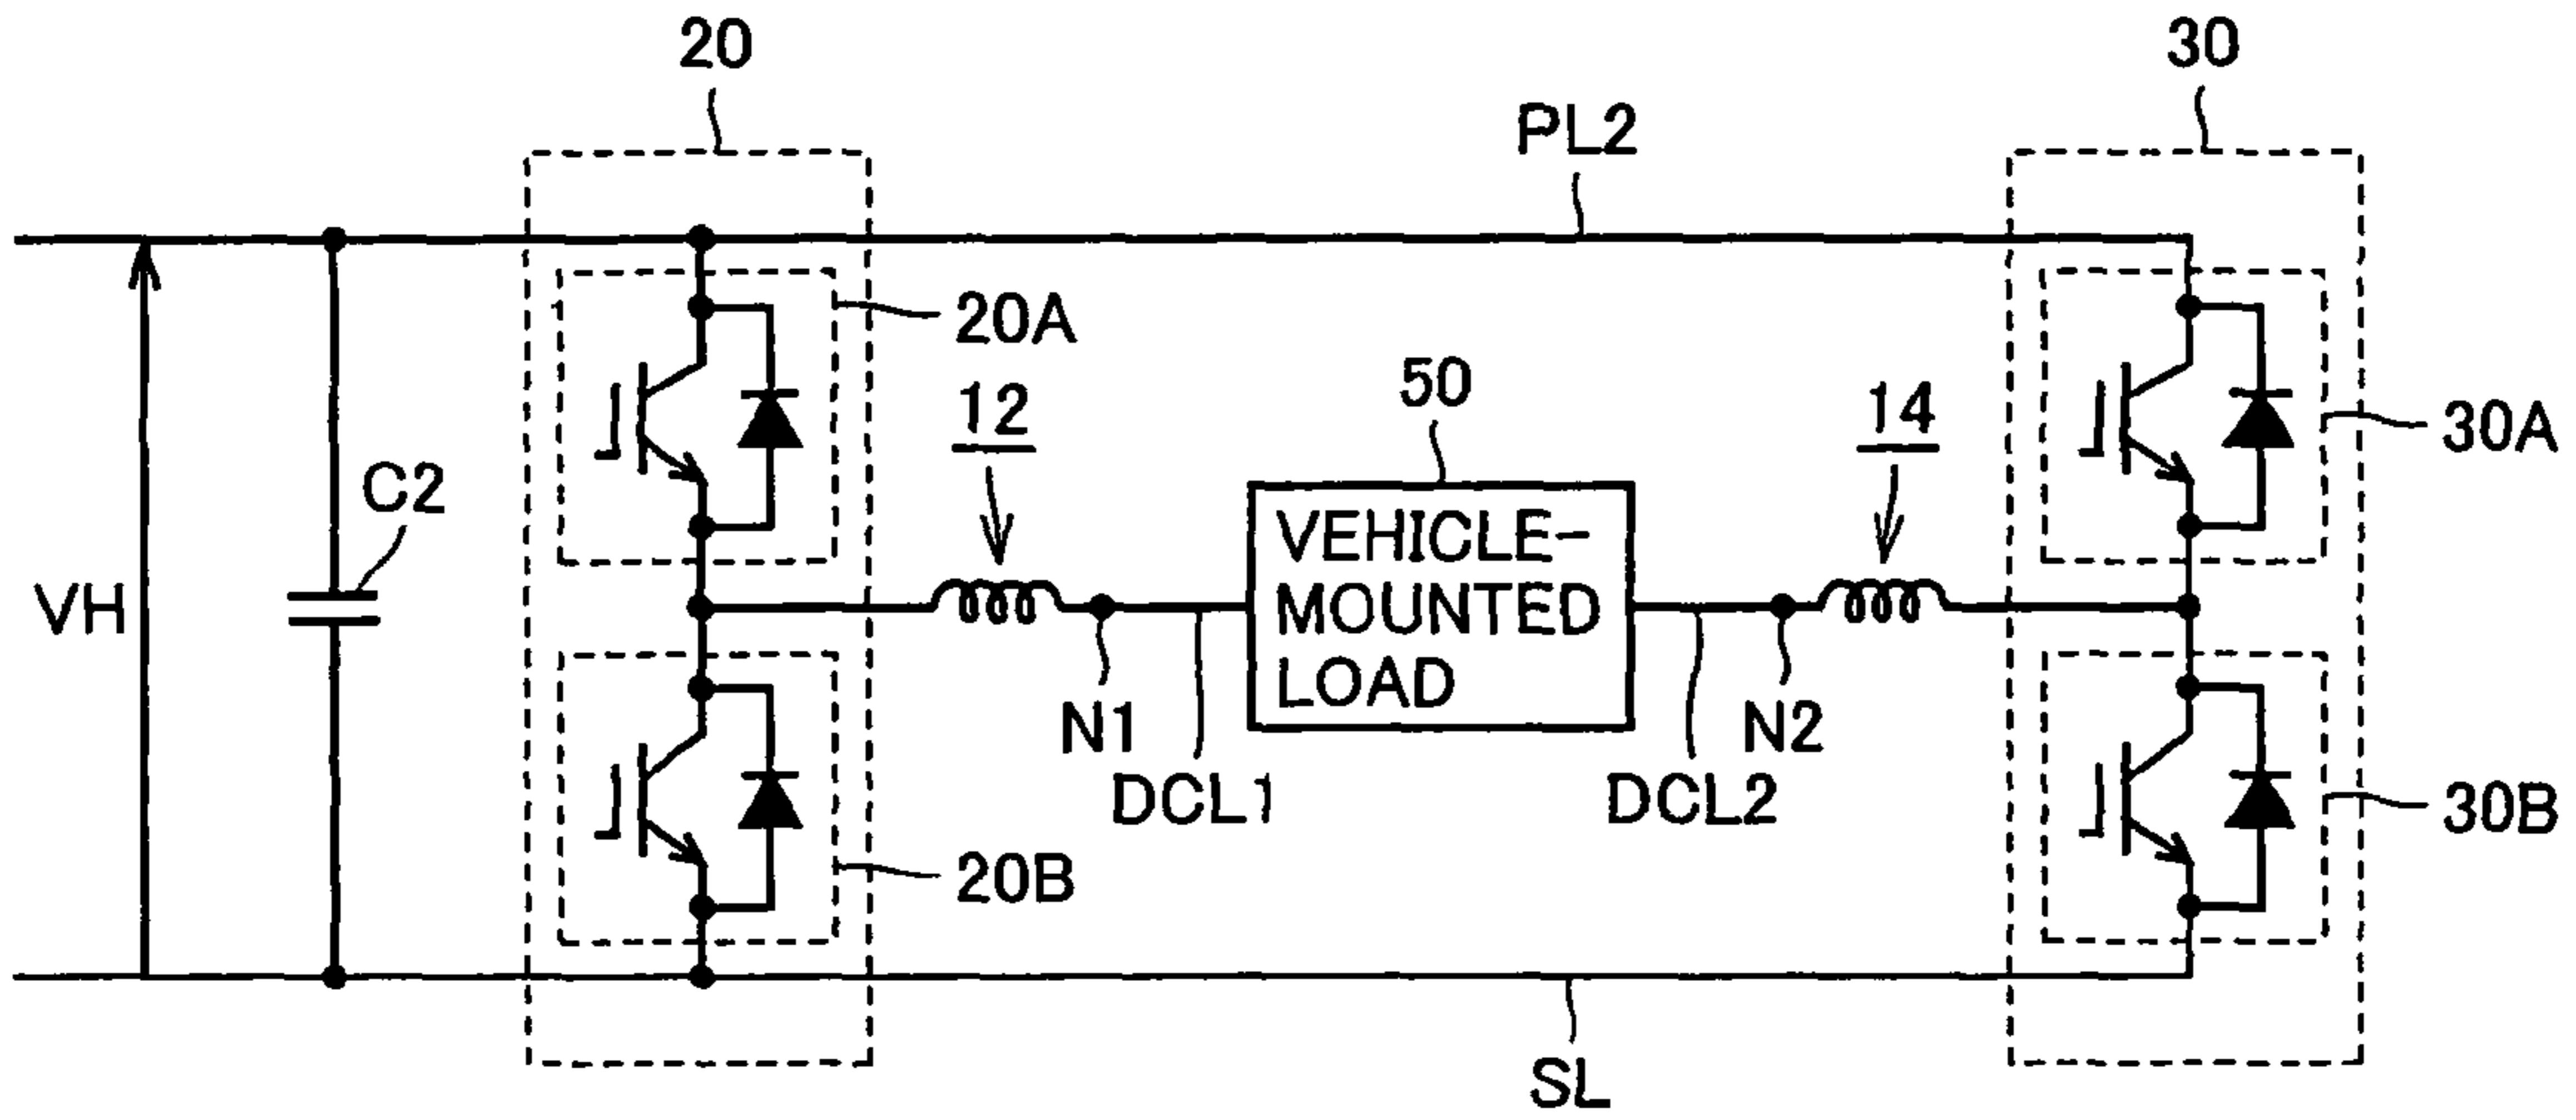 20
30
PL2
20A
12
50
14
30A
C2
VEHICLE-
MOUNTED
LOAD
VH
N1
N2
DCL1
DCL2
30B
20B
SL